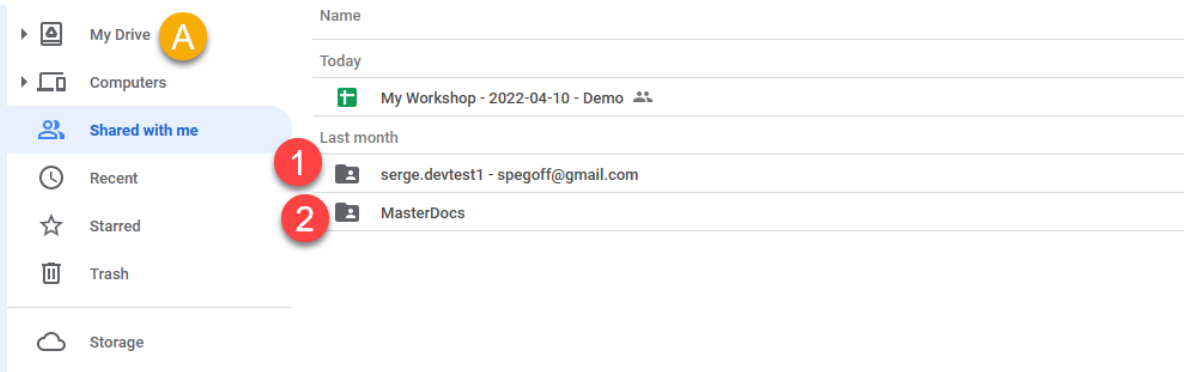 My Drive
A
Computers
Shared with me
Recent
Starred
Trash
Storage
Name
Today
My Workshop - 2022-04-10 - Demo
Last month
1
serge.devtest1 - spegoff@gmail.com
2
MasterDocs